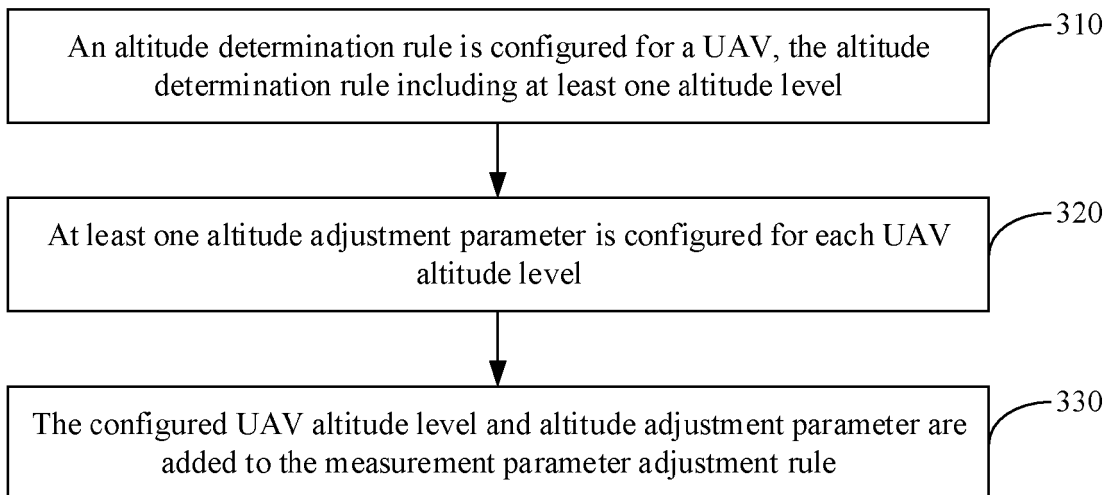 An altitude determination rule is configured for a UAV, the altitude
determination rule including at least one altitude level
310
At least one altitude adjustment parameter is configured for each UAV
altitude level
320
The configured UAV altitude level and altitude adjustment parameter are
added to the measurement parameter adjustment rule
330